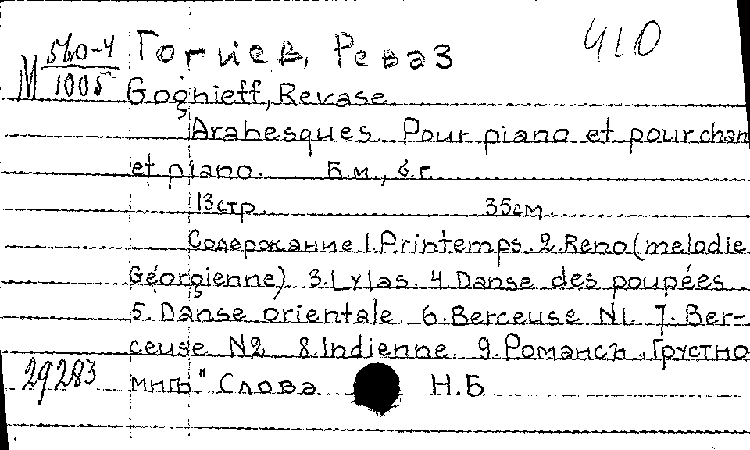 М 560-4/1005
Гогиев, Реваз
410
Goghieff, Revase
Arabesques. Pour piano et pour chan
et piano. Б м., б. г.
13стр. 35см.
Содержание 1. Printemps. 2. Reno (melodie
Géorgienne) 3. Lylas. 4. Danse des poupées
5. Danse orientale 6. Berceuse N1. 7. Ber-
ceuse N2 8. Indienne 9. Романсъ „Грустно
мнѣ" Слова Н.Б
29283